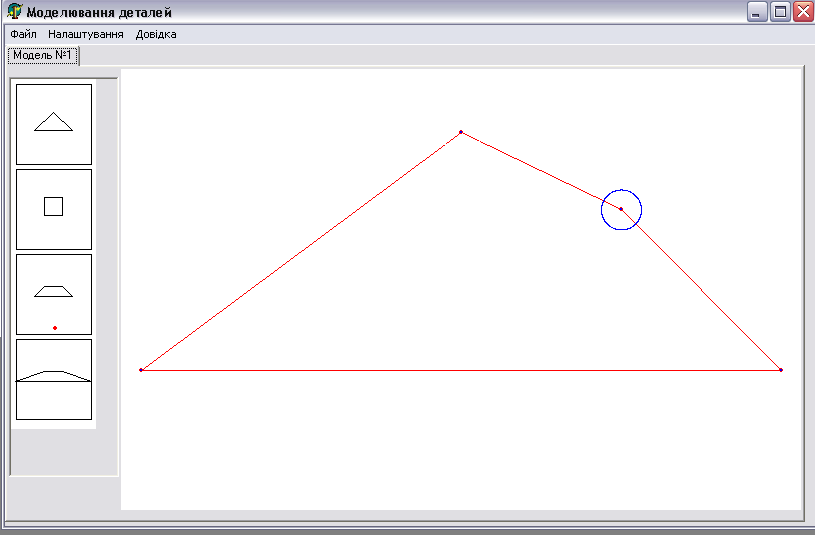 Моделювання деталей
Файл Налаштування Довідка
Модель №1